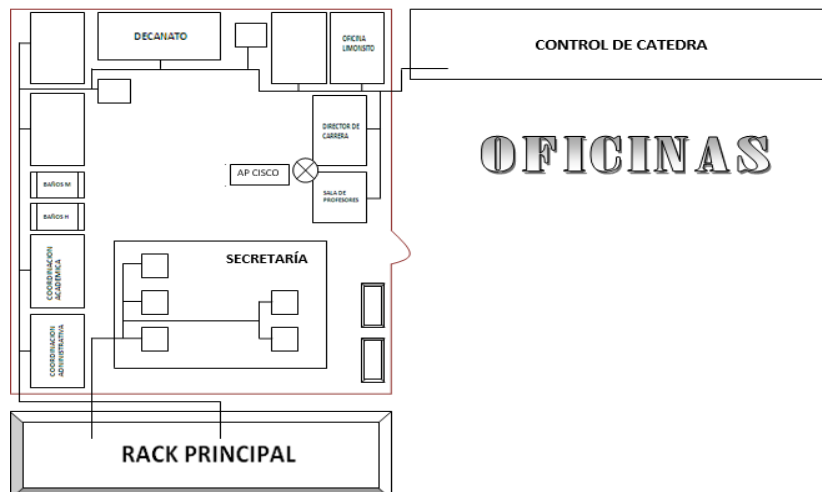 DECANATO
OFICINA
LIMONSITO
CONTROL DE CATEDRA
DIRECTOR DE
CARRERA
OFICINAS
AP CISCO
SALA DE
PROFESORES
BAÑOS M
BAÑOS H
SECRETARÍA
COORDINACION
ACADEMICA
COORDINACION
ADNINISTRATIVA
RACK PRINCIPAL